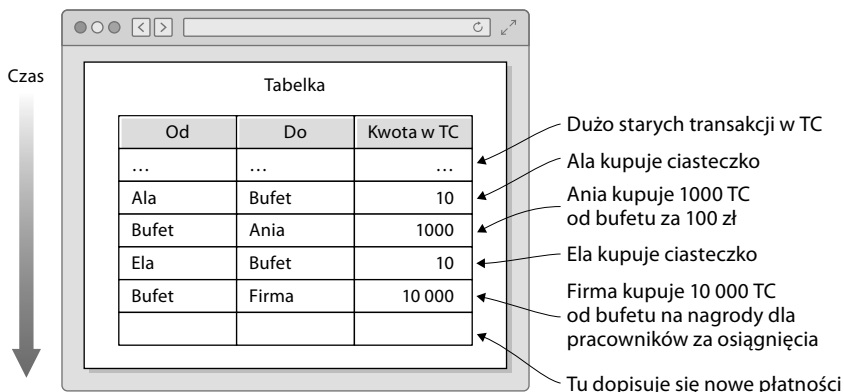 Czas
Tabelka
Od Do Kwota w TC
… … …
Ala Bufet 10
Bufet Ania 1000
Ela Bufet 10
Bufet Firma 10 000
Dużo starych transakcji w TC
Ala kupuje ciasteczko
Ania kupuje 1000 TC
od bufetu za 100 zł
Ela kupuje ciasteczko
Firma kupuje 10 000 TC
od bufetu na nagrody dla
pracowników za osiągnięcia
Tu dopisuje się nowe płatności